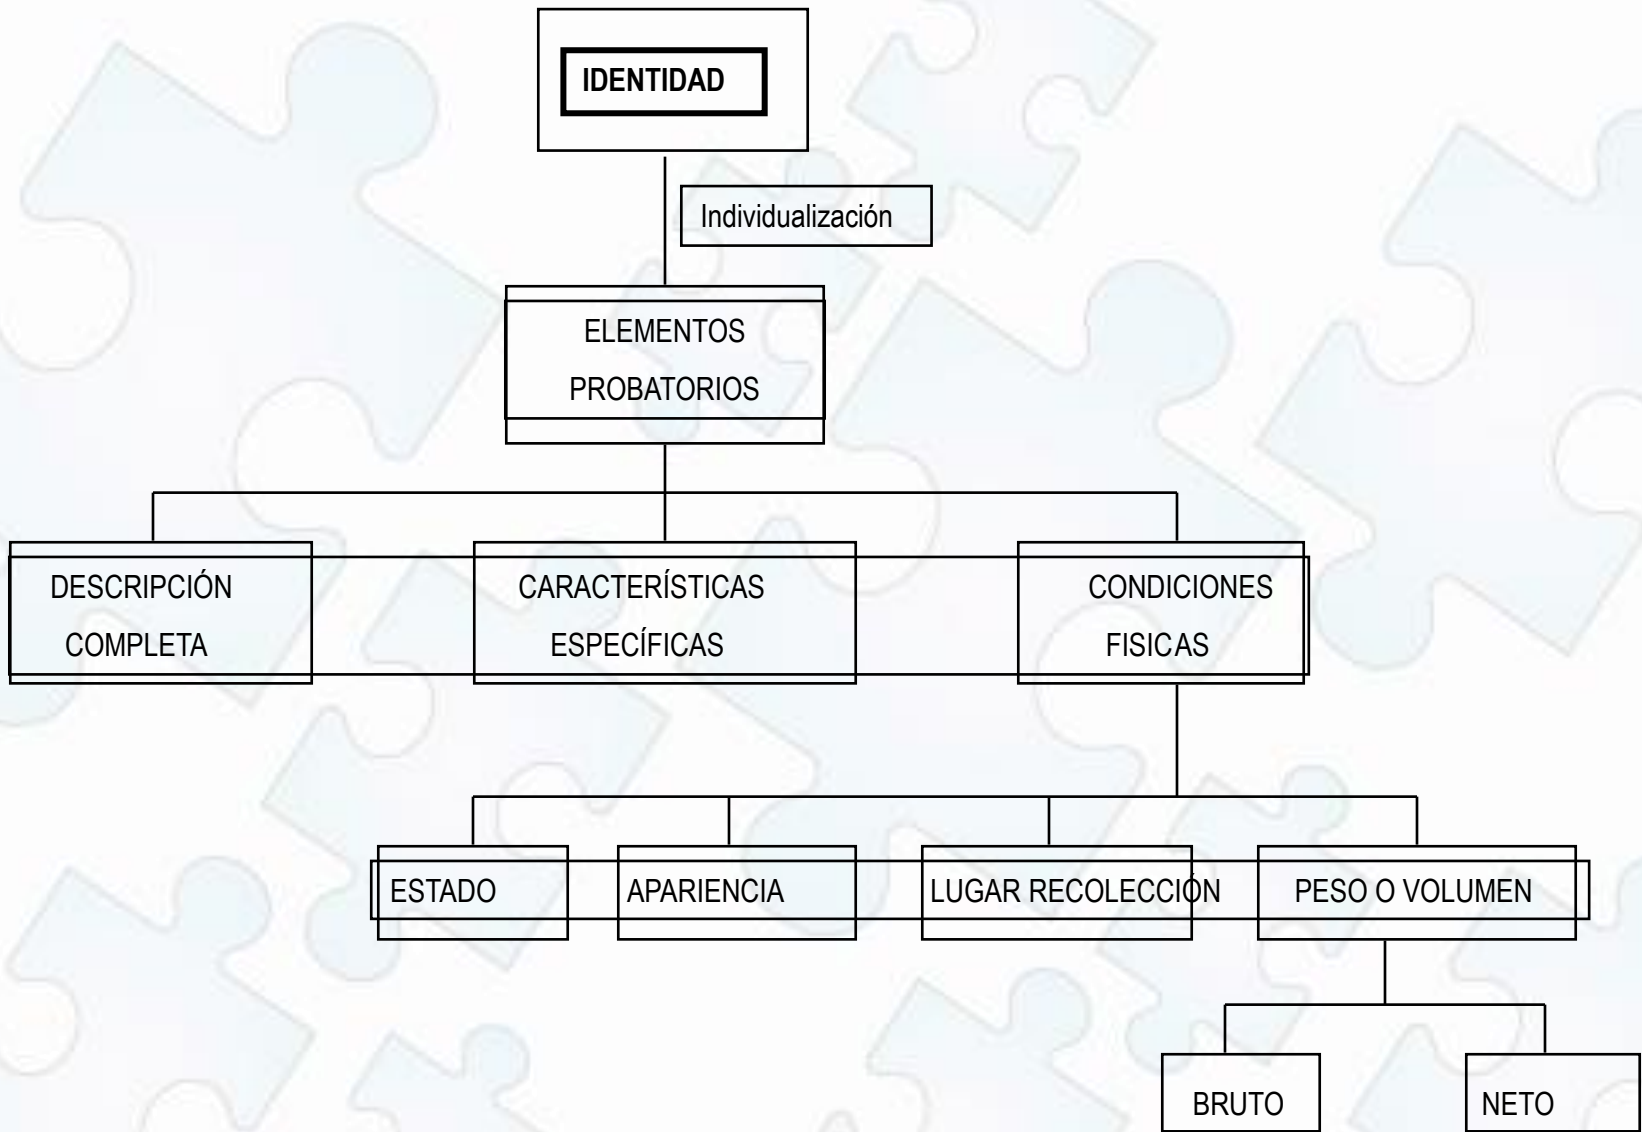 IDENTIDAD
Individualización
ELEMENTOS
PROBATORIOS
DESCRIPCIÓN CARACTERÍSTICAS CONDICIONES
COMPLETA ESPECÍFICAS FISICAS
ESTADO APARIENCIA LUGAR RECOLECCIÓN PESO O VOLUMEN
BRUTO NETO